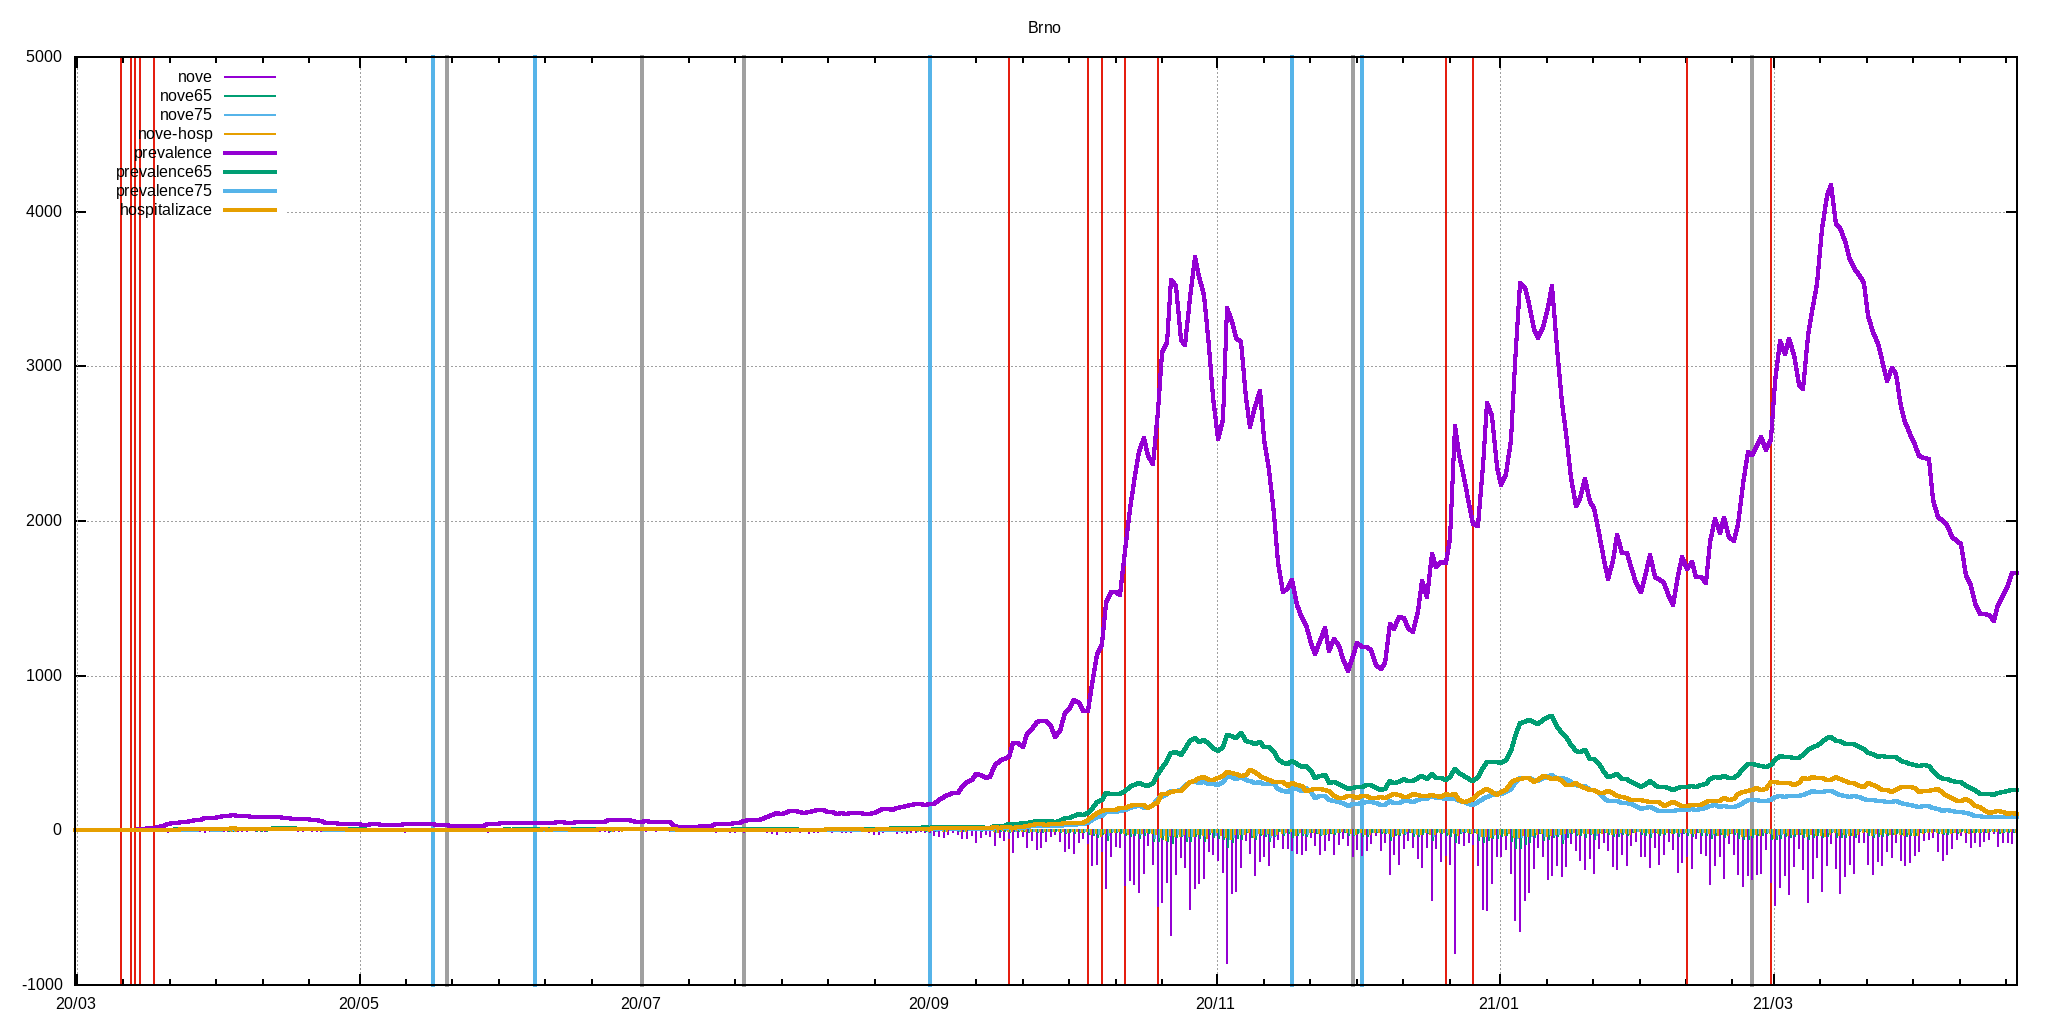 Brno
5000
4000
3000
2000
1000
0
-1000
nove
nove65
nove75
nove-hosp
prevalence
prevalence65
prevalence75
hospitalizace
20/03 20/05 20/07 20/09 20/11 21/01 21/03